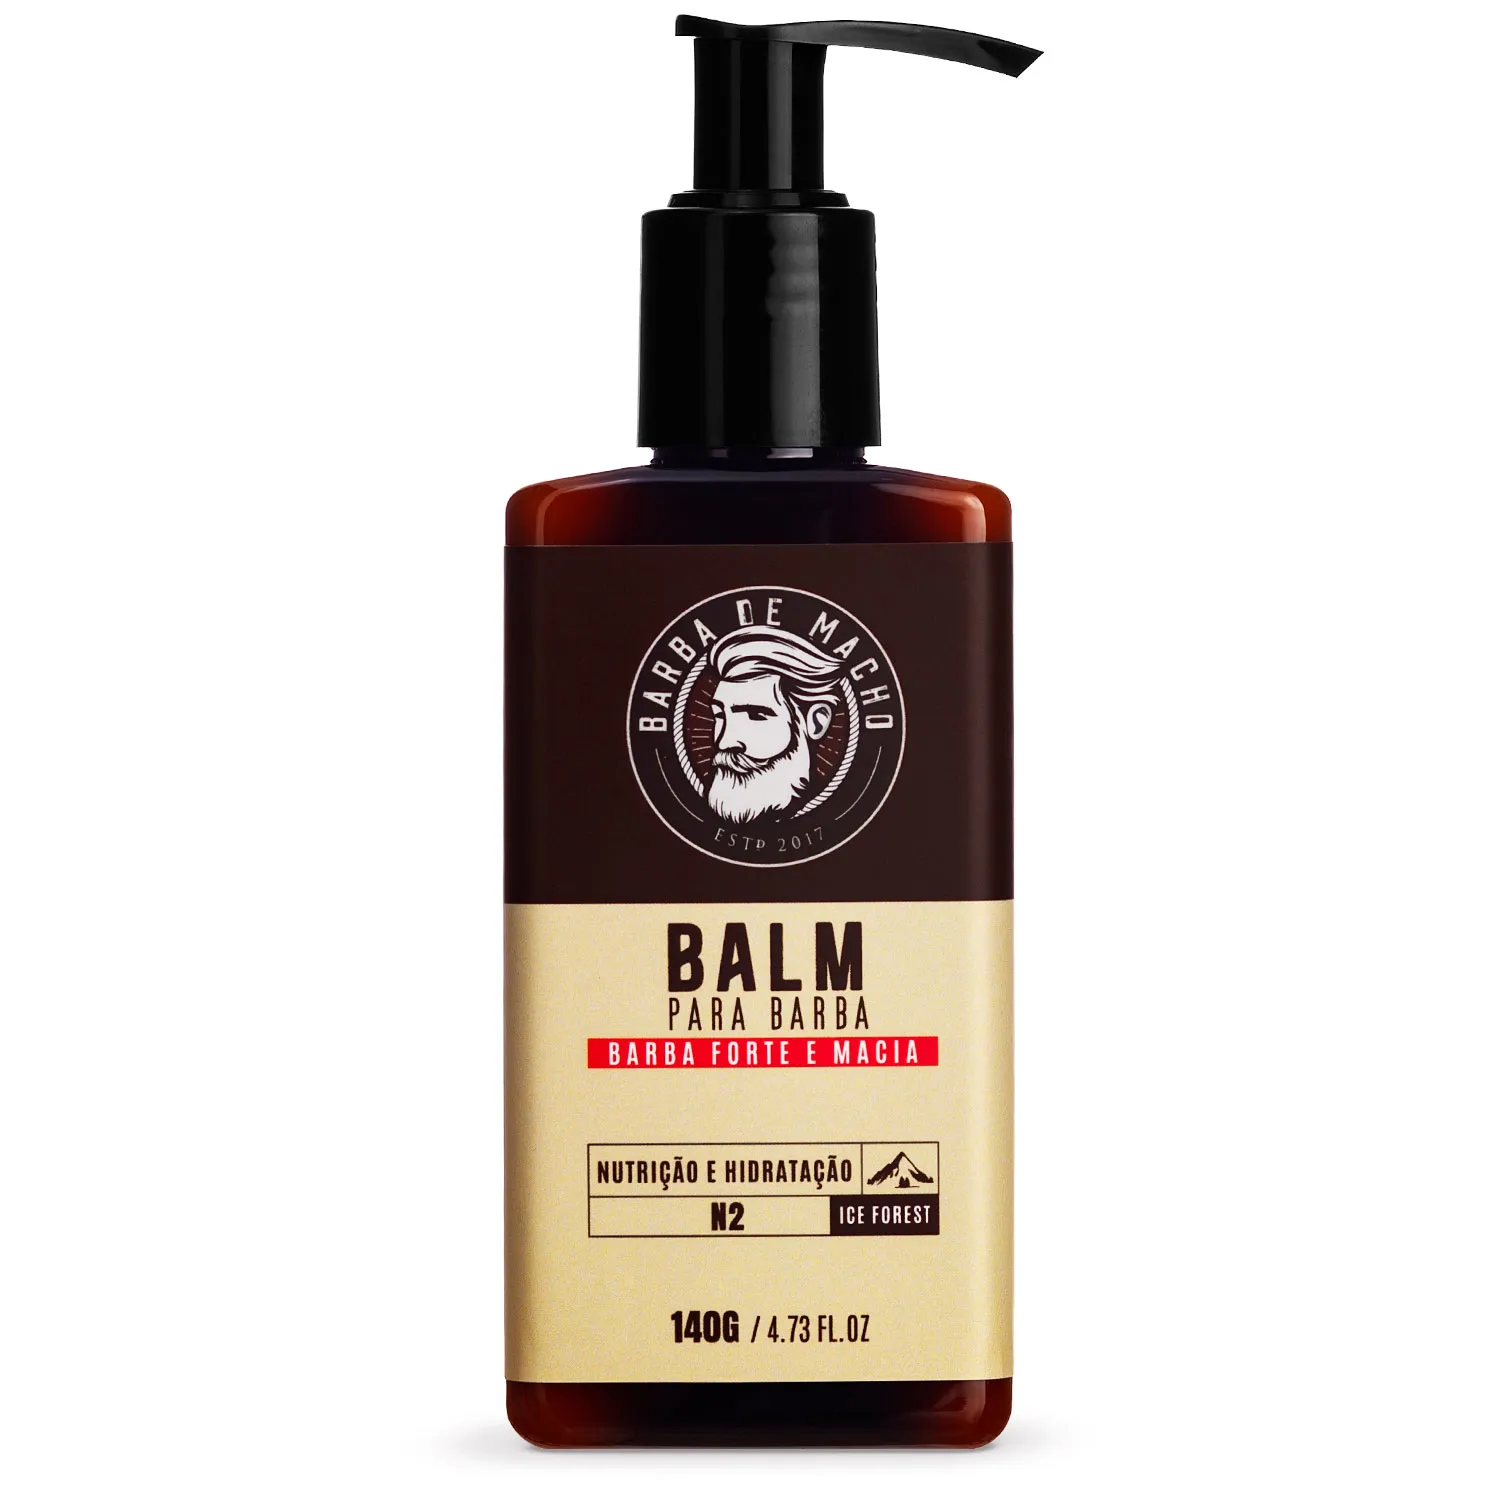 BARBA DE MACHO
ESTD 2017
BALM
PARA BARBA
BARBA FORTE E MACIA
NUTRIÇÃO E HIDRATAÇÃO
N2
ICE FOREST
140G / 4.73 FL.OZ